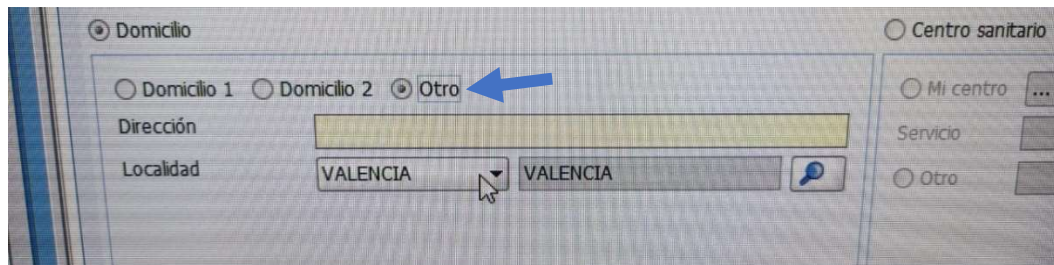 Domicilio
Centro sanitario
Domicilio 1 Domicilio 2 Otro
Mi centro ...
Dirección
Servicio
Localidad VALENCIA VALENCIA
Otro